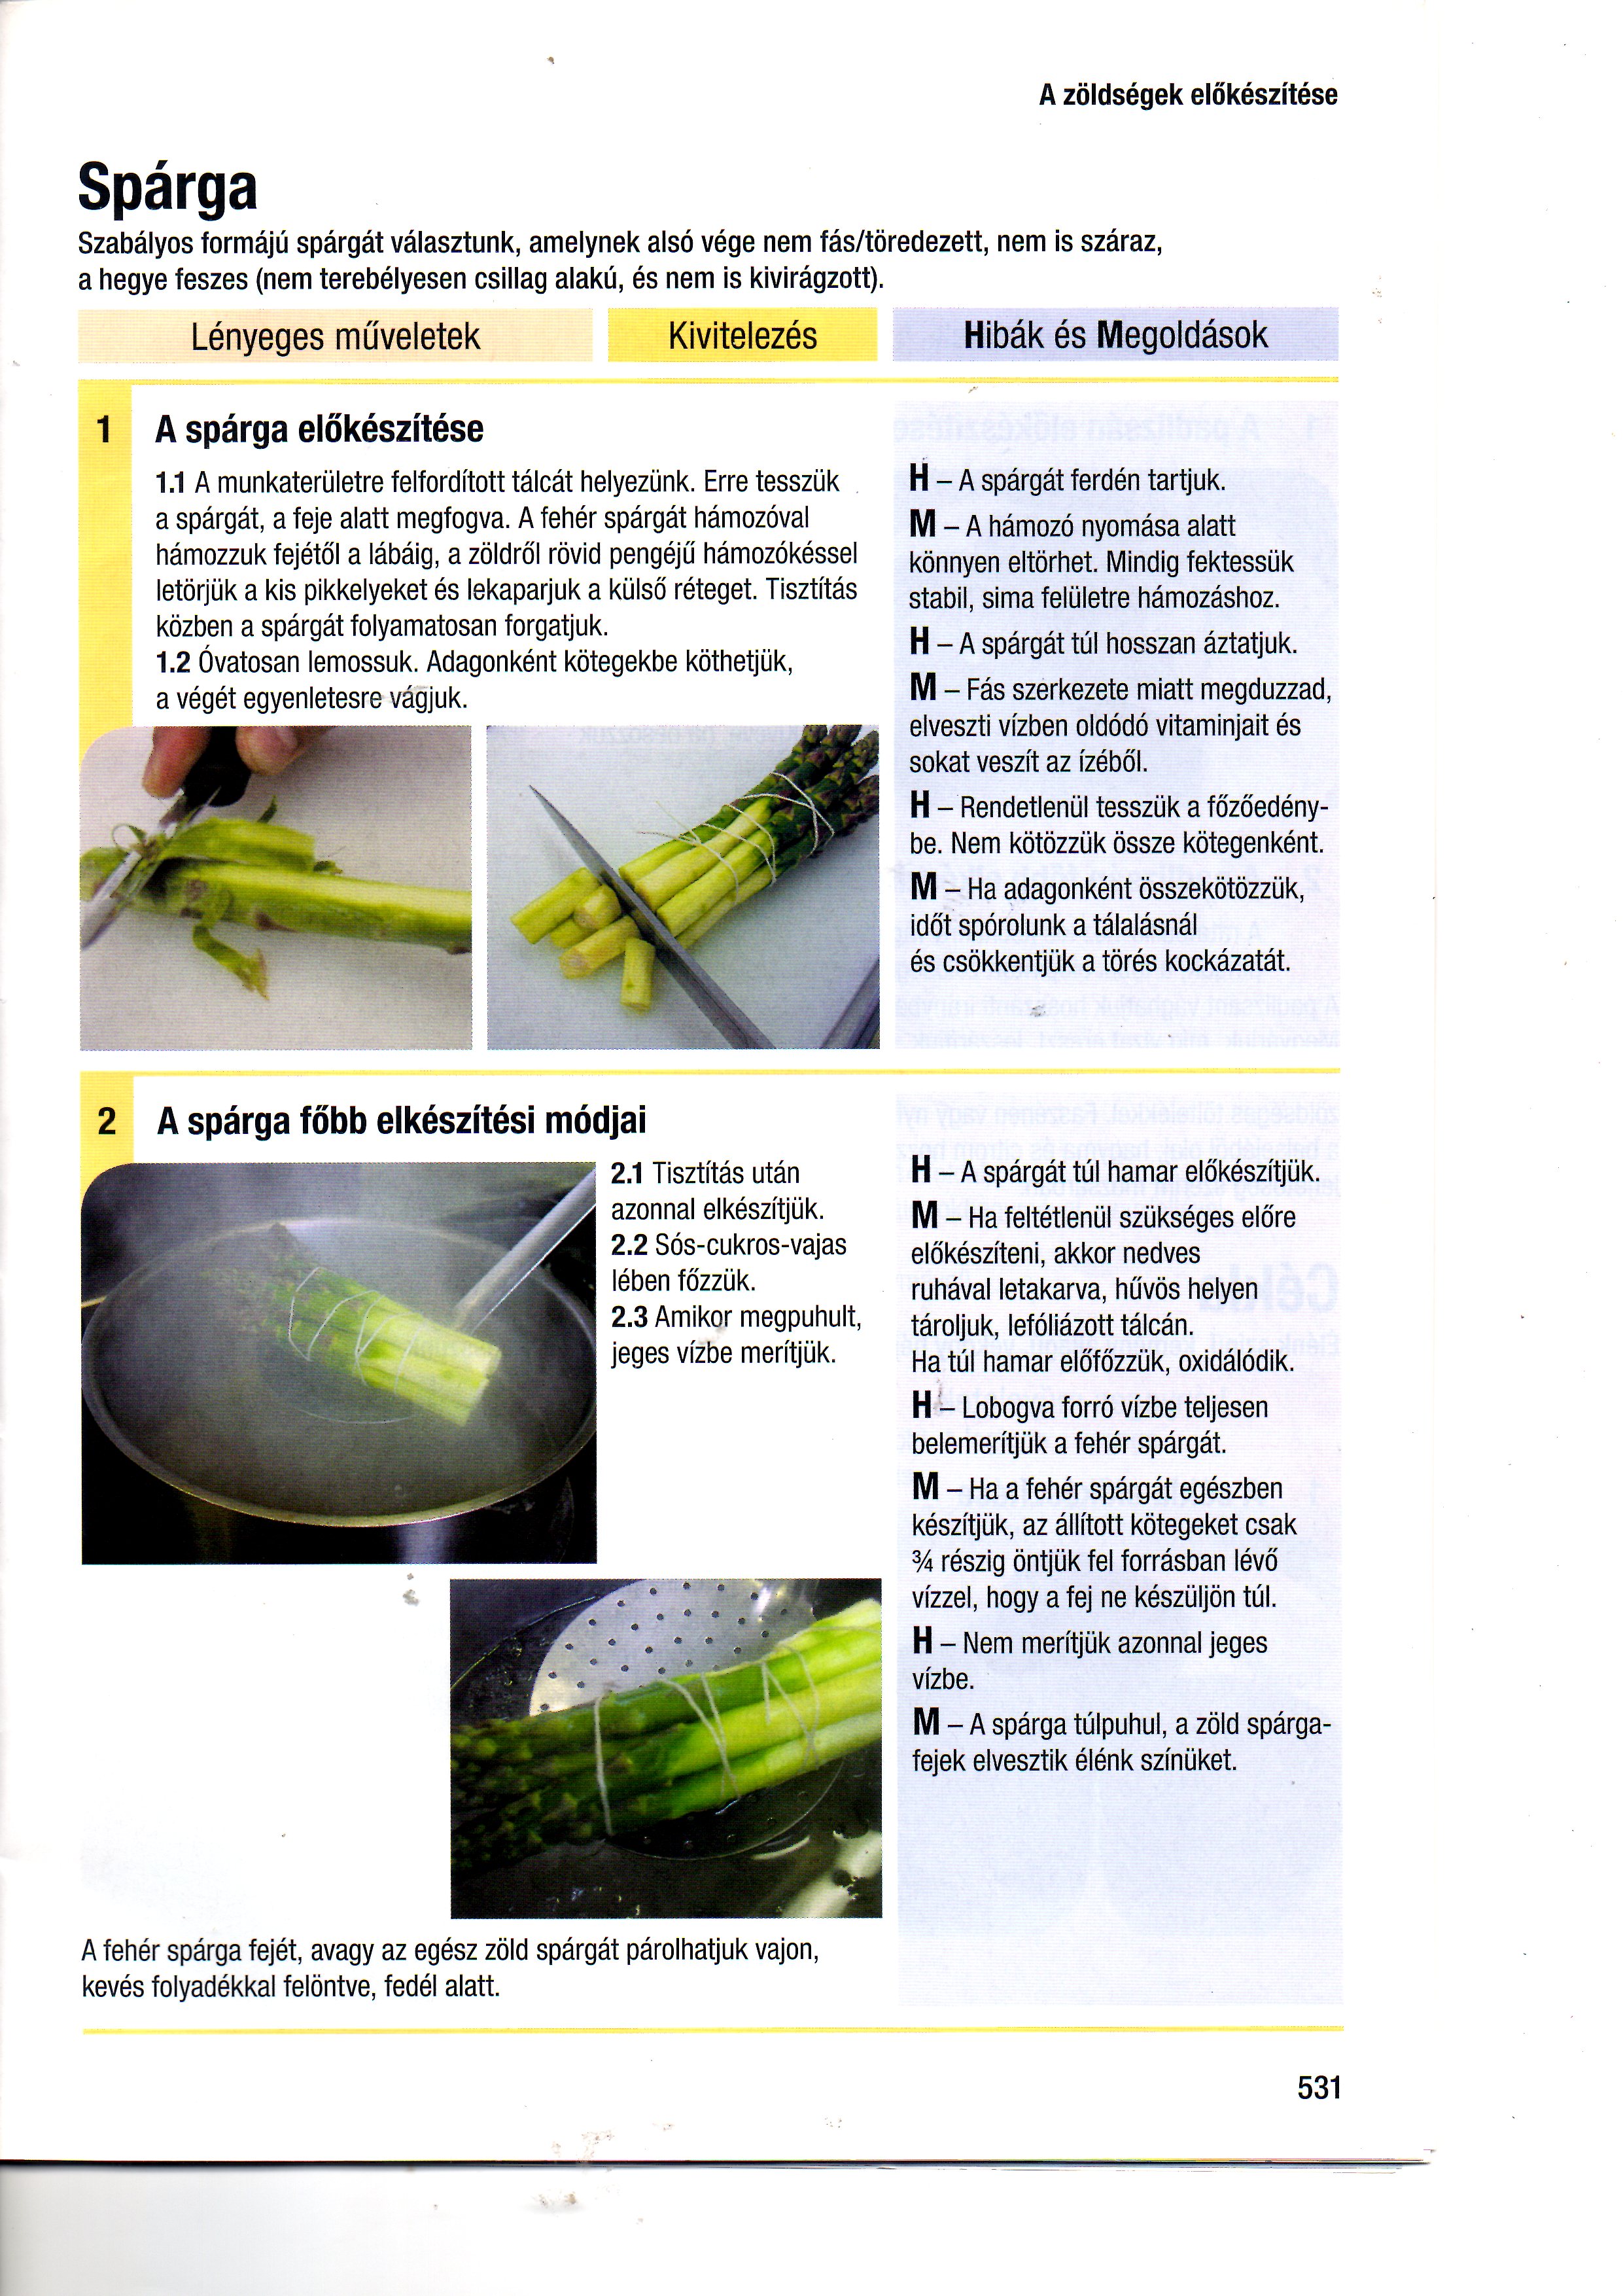 A zöldségek előkészítése
Spárga
Szabályos formájú spárgát választunk, amelynek alsó vége nem fás/töredezett, nem is száraz,
a hegye feszes (nem terebélyesen csillag alakú, és nem is kivirágzott).
Lényeges műveletek
Kivitelezés
Hibák és Megoldások
1 A spárga előkészítése
1.1 A munkaterületre felfordított tálcát helyezünk. Erre tesszük
a spárgát, a feje alatt megfogva. A fehér spárgát hámozóval
hámozzuk fejétől a lábáig, a zöldről rövid pengéjű hámozókéssel
letörjük a kis pikkelyeket és lekaparjuk a külső réteget. Tisztítás
közben a spárgát folyamatosan forgatjuk.
1.2 Óvatosan lemossuk. Adagonként kötegekbe köthetjük,
a végét egyenletesre vágjuk.
H – A spárgát ferdén tartjuk.
M – A hámozó nyomása alatt
könnyen eltörhet. Mindig fektessük
stabil, sima felületre hámozáshoz.
H – A spárgát túl hosszan áztatjuk.
M – Fás szerkezete miatt megduzzad,
elveszti vízben oldódó vitaminjait és
sokat veszít az ízéből.
H – Rendetlenül tesszük a főzőedény-
be. Nem kötözzük össze kötegenként.
M – Ha adagonként összekötözzük,
időt spórolunk a tálalásnál
és csökkentjük a törés kockázatát.
2 A spárga főbb elkészítési módjai
2.1 Tisztítás után
azonnal elkészítjük.
2.2 Sós-cukros-vajas
lében főzzük.
2.3 Amikor megpuhult,
jeges vízbe merítjük.
H – A spárgát túl hamar előkészítjük.
M – Ha feltétlenül szükséges előre
előkészíteni, akkor nedves
ruhával letakarva, hűvös helyen
tároljuk, lefóliázott tálcán.
Ha túl hamar előfőzzük, oxidálódik.
H – Lobogva forró vízbe teljesen
belemerítjük a fehér spárgát.
M – Ha a fehér spárgát egészben
készítjük, az állított kötegeket csak
¾ részig öntjük fel forrásban lévő
vízzel, hogy a fej ne készüljön túl.
H – Nem merítjük azonnal jeges
vízbe.
M – A spárga túlpuhul, a zöld spárga-
fejek elvesztik élénk színüket.
A fehér spárga fejét, avagy az egész zöld spárgát párolhatjuk vajon,
kevés folyadékkal felöntve, fedél alatt.
531